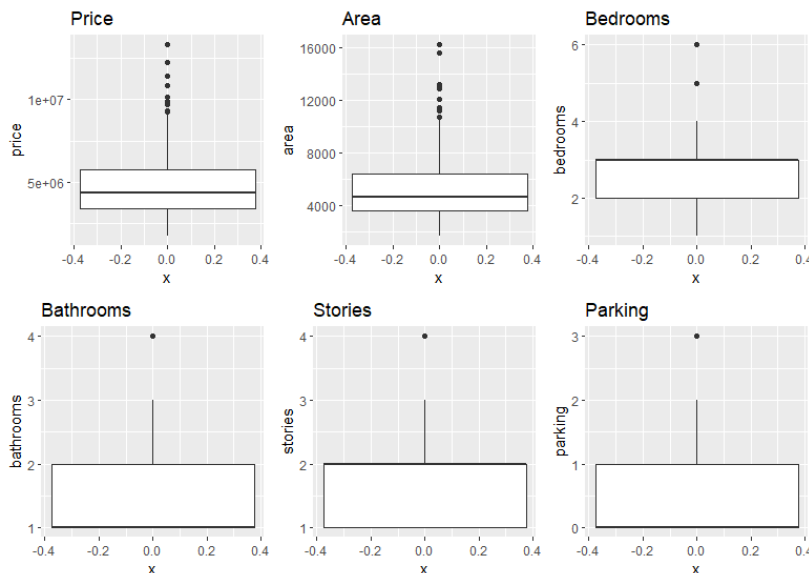 Price
price
1e+07
5e+06
-0.4 -0.2 0.0 0.2 0.4
x
Area
area
16000
12000
8000
4000
-0.4 -0.2 0.0 0.2 0.4
x
Bedrooms
bedrooms
6
4
2
-0.4 -0.2 0.0 0.2 0.4
x
Bathrooms
bathrooms
4
3
2
1
-0.4 -0.2 0.0 0.2 0.4
x
Stories
stories
4
3
2
1
-0.4 -0.2 0.0 0.2 0.4
x
Parking
parking
3
2
1
0
-0.4 -0.2 0.0 0.2 0.4
x